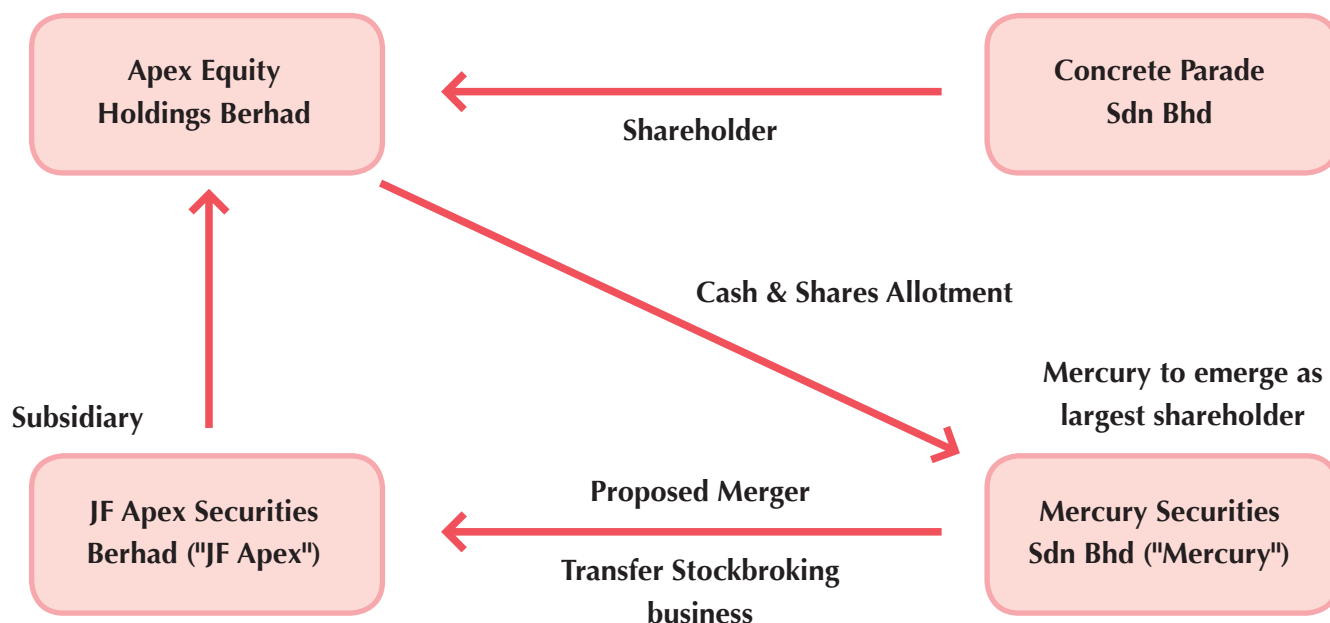 Apex Equity
Holdings Berhad
Concrete Parade
Sdn Bhd
Shareholder
Cash & Shares Allotment
Mercury to emerge as
largest shareholder
Subsidiary
JF Apex Securities
Berhad ("JF Apex")
Proposed Merger
Transfer Stockbroking
business
Mercury Securities
Sdn Bhd ("Mercury")